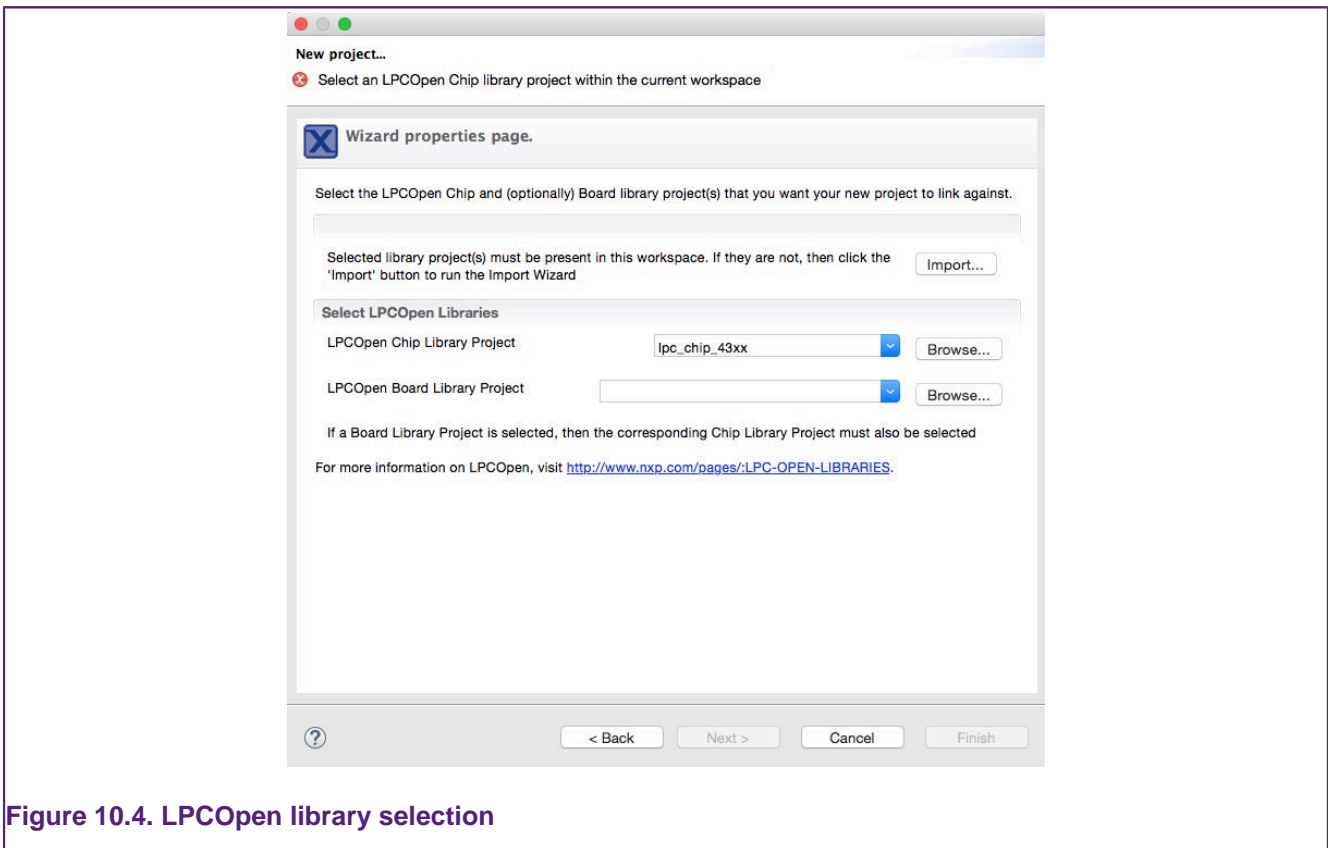 New project...
Select an LPCOpen Chip library project within the current workspace
Wizard properties page.
Select the LPCOpen Chip and (optionally) Board library project(s) that you want your new project to link against.
Selected library project(s) must be present in this workspace. If they are not, then click the
'Import' button to run the Import Wizard
Import...
Select LPCOpen Libraries
LPCOpen Chip Library Project
lpc_chip_43xx
Browse...
LPCOpen Board Library Project
Browse...
If a Board Library Project is selected, then the corresponding Chip Library Project must also be selected
For more information on LPCOpen, visit http://www.nxp.com/pages/:LPC-OPEN-LIBRARIES.
?
< Back
Next >
Cancel
Finish
Figure 10.4. LPCOpen library selection